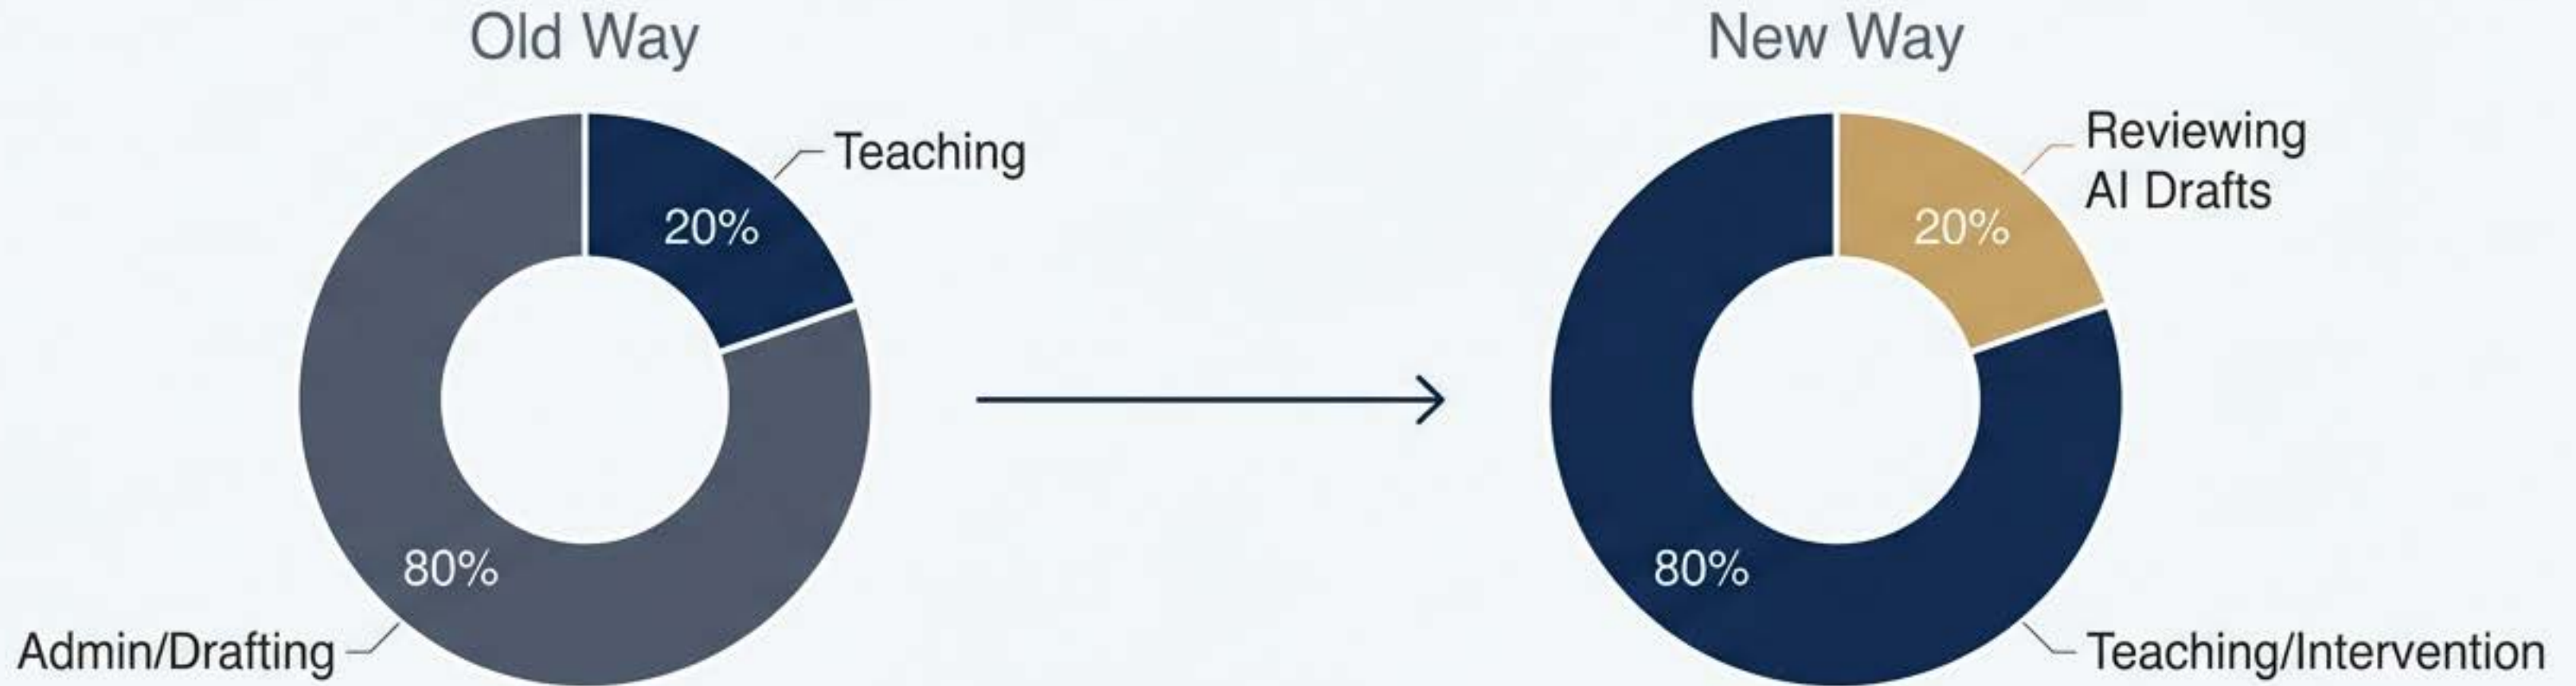 Old Way
Teaching
20%
80%
Admin/Drafting
New Way
Reviewing
AI Drafts
20%
80%
Teaching/Intervention